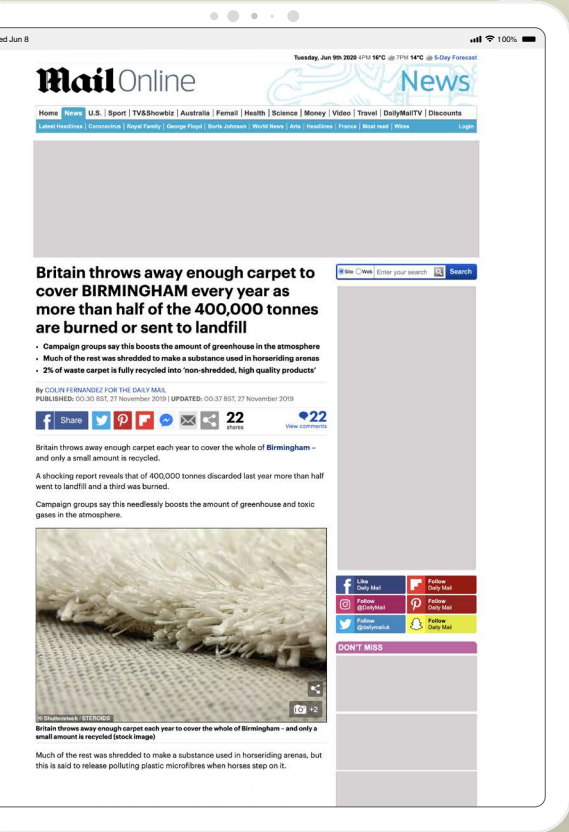 ed Jun 8
100%
Tuesday, Jun 9th 2020 4PM 16°C 7PM 14°C 5-Day Forecast
Mail Online
News
Home News U.S. Sport TV&Showbiz Australia Femail Health Science Money Video Travel DailyMailTV Discounts
Latest Headlines Coronavirus Royal Family George Floyd Boris Johnson World News Arts Headlines France Most read Wires Login
Site Web Enter your search Search
Britain throws away enough carpet to
cover BIRMINGHAM every year as
more than half of the 400,000 tonnes
are burned or sent to landfill
• Campaign groups say this boosts the amount of greenhouse in the atmosphere
• Much of the rest was shredded to make a substance used in horseriding arenas
• 2% of waste carpet is fully recycled into 'non-shredded, high quality products'
By COLIN FERNANDEZ FOR THE DAILY MAIL
PUBLISHED: 00:30 BST, 27 November 2019 | UPDATED: 00:37 BST, 27 November 2019
Share
22
shares
22
View comments
Britain throws away enough carpet each year to cover the whole of Birmingham –
and only a small amount is recycled.
A shocking report reveals that of 400,000 tonnes discarded last year more than half
went to landfill and a third was burned.
Campaign groups say this needlessly boosts the amount of greenhouse and toxic
gases in the atmosphere.
+2
© Shutterstock / STEROIDS
Britain throws away enough carpet each year to cover the whole of Birmingham – and only a
small amount is recycled (stock image)
Much of the rest was shredded to make a substance used in horseriding arenas, but
this is said to release polluting plastic microfibres when horses step on it.
Like
Daily Mail
Follow
Daily Mail
Follow
@DailyMail
Follow
Daily Mail
Follow
@dailymailuk
Follow
Daily Mail
DON'T MISS